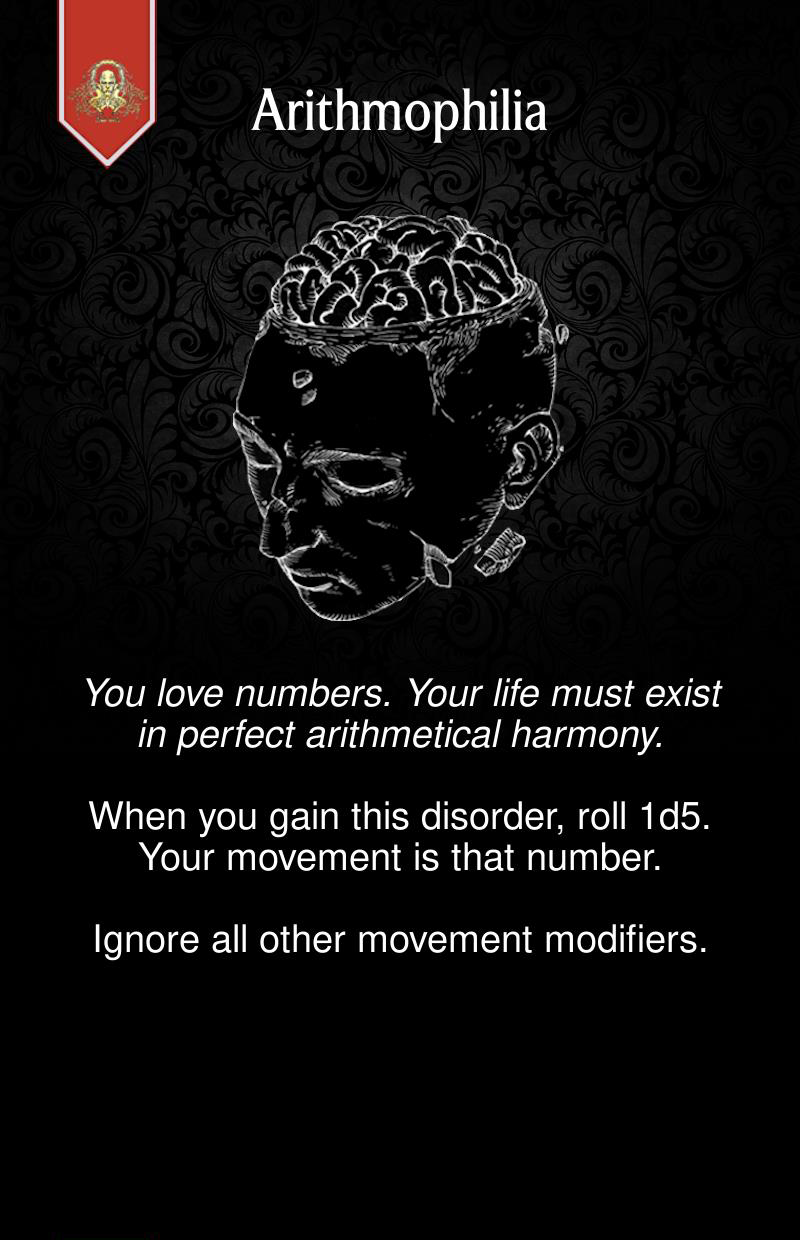 Arithmophilia
You love numbers. Your life must exist
in perfect arithmetical harmony.
When you gain this disorder, roll 1d5.
Your movement is that number.
Ignore all other movement modifiers.